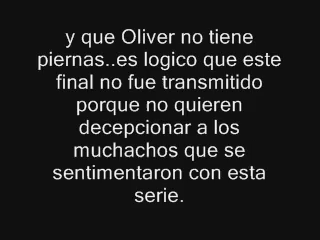 y que Oliver no tiene
piernas..es logico que este
final no fue transmitido
porque no quieren
decepcionar a los
muchachos que se
sentimentaron con esta
serie.